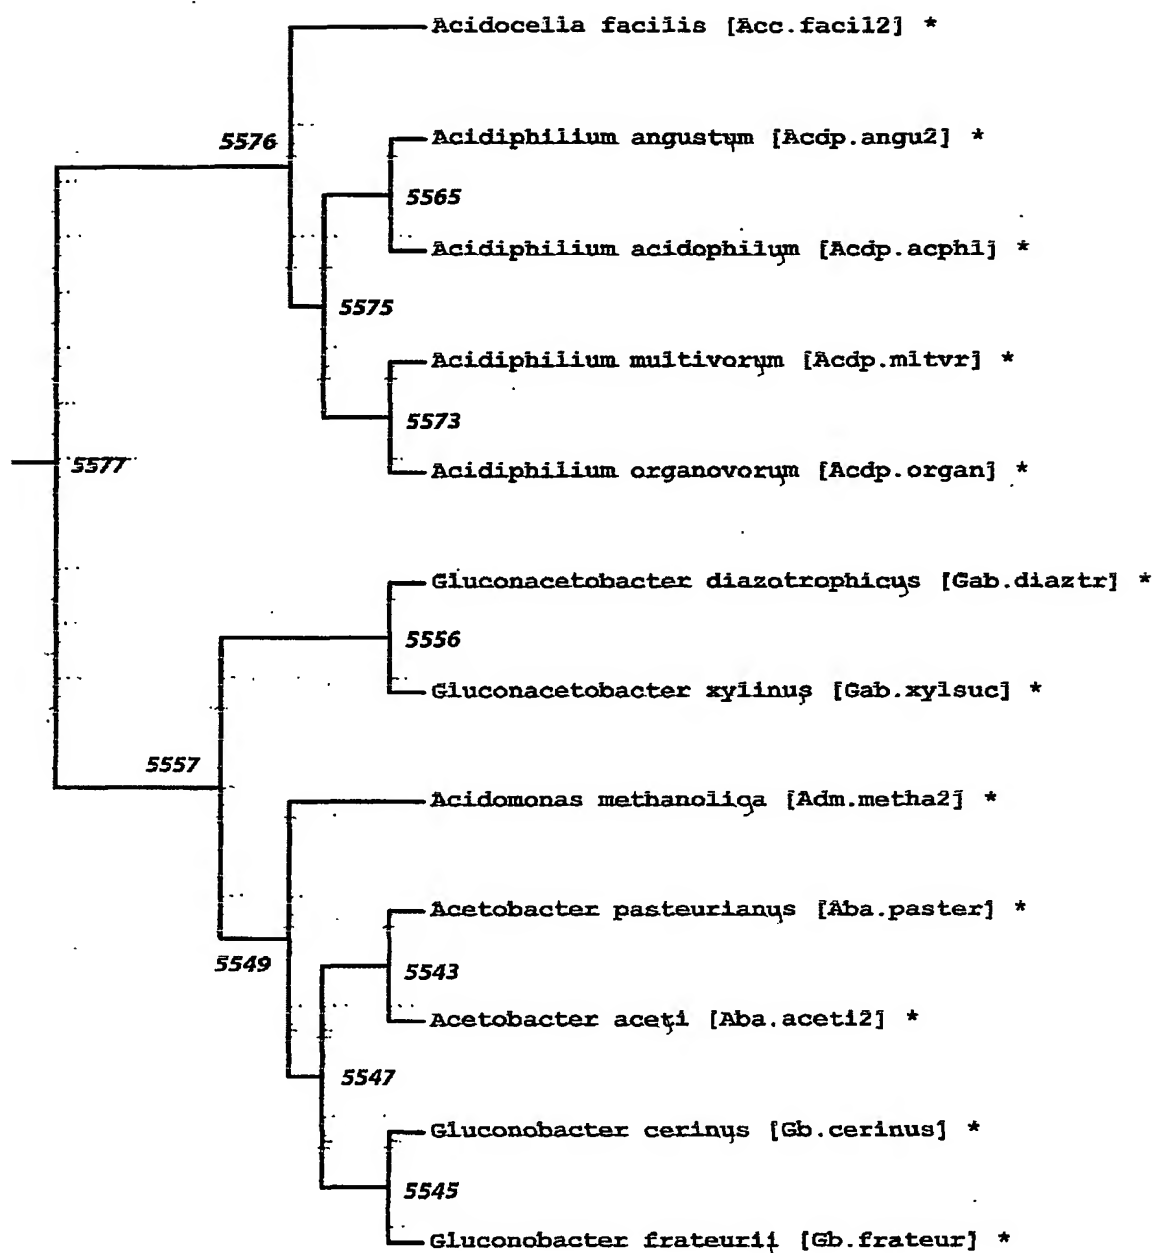 Acidocella facilis [Acc.facil2] *
5576
Acidiphilium angustum [Acdp.angu2] *
5565
Acidiphilium acidophilum [Acdp.acphl] *
5575
Acidiphilium multivorum [Acdp.mltvr] *
5573
5577
Acidiphilium organovorum [Acdp.organ] *
Gluconacetobacter diazotrophicus [Gab.diaztr] *
5556
Gluconacetobacter xylinus [Gab.xylsuc] *
5557
Acidomonas methanolica [Adm.metha2] *
Acetobacter pasteurianus [Aba.paster] *
5549
5543
Acetobacter aceti [Aba.aceti2] *
5547
Gluconobacter cerinus [Gb.cerinus] *
5545
Gluconobacter frateurii [Gb.frateur] *